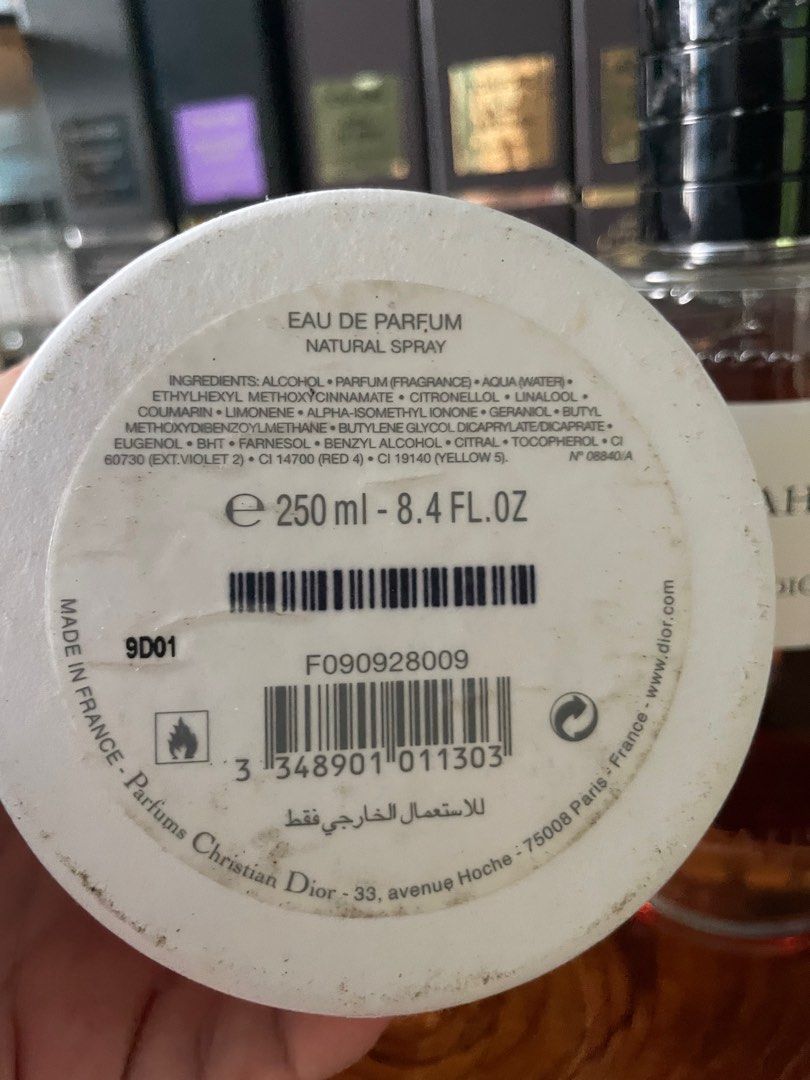 EAU DE PARFUM
NATURAL SPRAY
INGREDIENTS: ALCOHOL • PARFUM (FRAGRANCE) • AQUA (WATER) •
ETHYLHEXYL METHOXYCINNAMATE • CITRONELLOL • LINALOOL •
COUMARIN • LIMONENE • ALPHA-ISOMETHYL IONONE • GERANIOL • BUTYL
METHOXYDIBENZOYLMETHANE • BUTYLENE GLYCOL DICAPRYLATE/DICAPRATE •
EUGENOL • BHT • FARNESOL • BENZYL ALCOHOL • CITRAL • TOCOPHEROL • CI
60730 (EXT.VIOLET 2) • CI 14700 (RED 4) • CI 19140 (YELLOW 5). N° 08840/A
e 250 ml - 8.4 FL.OZ
9D01
F090928009
3 348901 011303
للاستعمال الخارجي فقط
MADE IN FRANCE - Parfums Christian Dior - 33, avenue Hoche - 75008 Paris - France - www.dior.com
AH